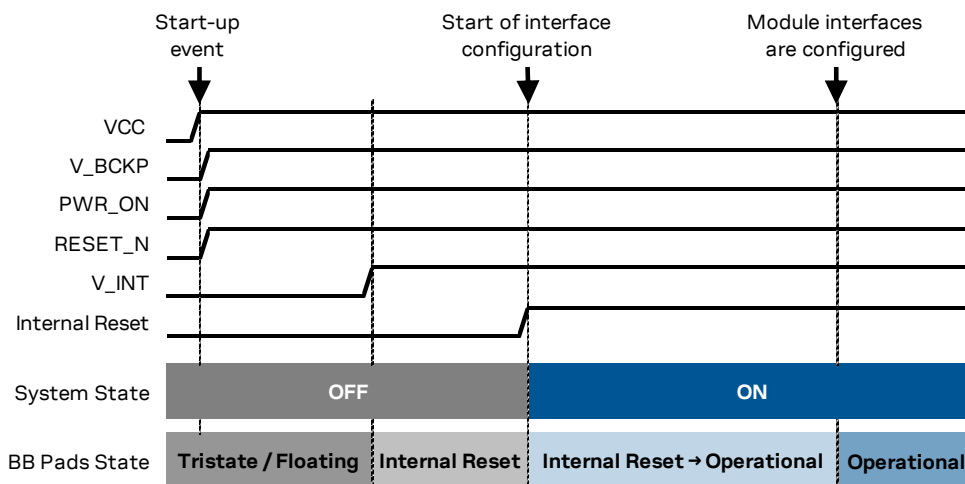 Start-up
event
Start of interface
configuration
Module interfaces
are configured
VCC
V_BCKP
PWR_ON
RESET_N
V_INT
Internal Reset
System State
OFF
ON
BB Pads State
Tristate / Floating
Internal Reset
Internal Reset → Operational
Operational